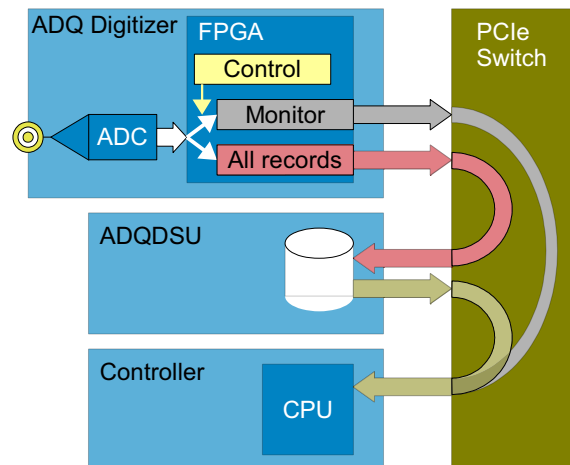 ADQ Digitizer
FPGA
PCIe
Switch
Control
Monitor
ADC
All records
ADQDSU
Controller
CPU